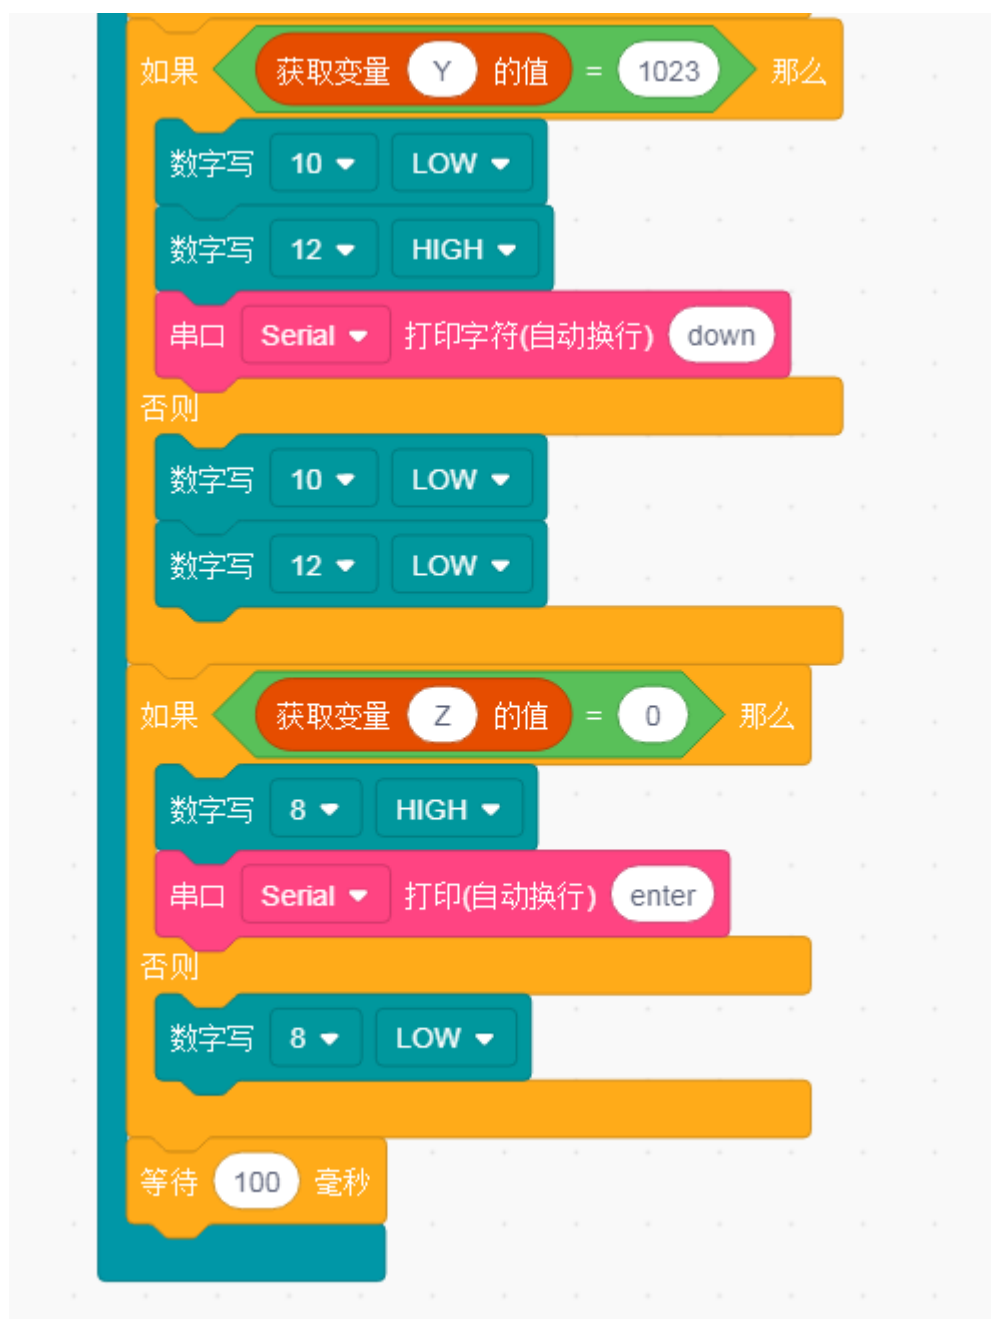 如果 获取变量 Y 的值 = 1023 那么
数字写 10 LOW
数字写 12 HIGH
串口 Serial 打印字符(自动换行) down
否则
数字写 10 LOW
数字写 12 LOW
如果 获取变量 Z 的值 = 0 那么
数字写 8 HIGH
串口 Serial 打印(自动换行) enter
否则
数字写 8 LOW
等待 100 毫秒